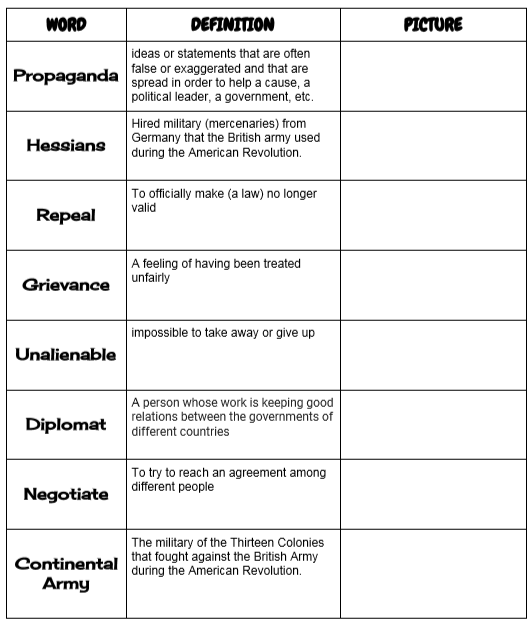 WORD DEFINITION PICTURE
Propaganda
ideas or statements that are often
false or exaggerated and that are
spread in order to help a cause, a
political leader, a government, etc.
Hessians
Hired military (mercenaries) from
Germany that the British army used
during the American Revolution.
Repeal
To officially make (a law) no longer
valid
Grievance
A feeling of having been treated
unfairly
Unalienable
impossible to take away or give up
Diplomat
A person whose work is keeping good
relations between the governments of
different countries
Negotiate
To try to reach an agreement among
different people
Continental
Army
The military of the Thirteen Colonies
that fought against the British Army
during the American Revolution.